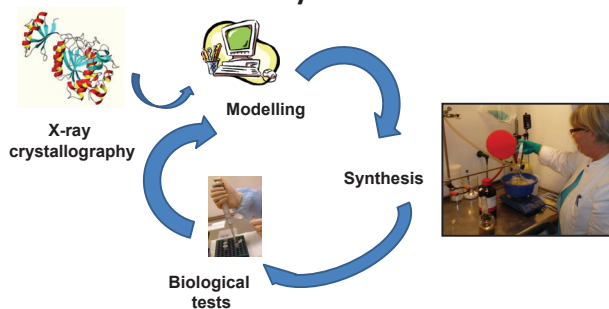 Modelling
X-ray
crystallography
Synthesis
Biological
tests